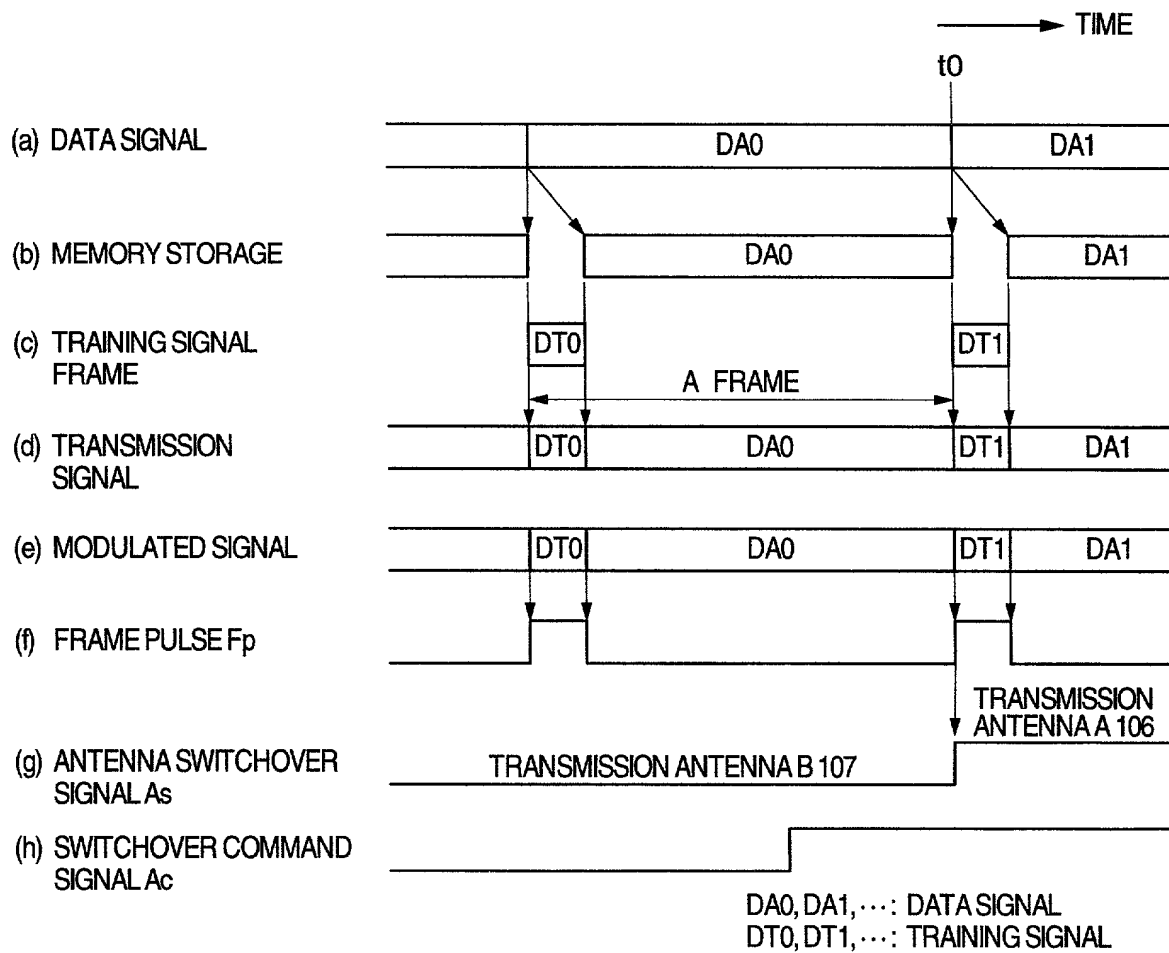 TIME
t0
(a) DATA SIGNAL
DA0
DA1
(b) MEMORY STORAGE
DA0
DA1
(c) TRAINING SIGNAL
FRAME
DT0
DT1
A FRAME
(d) TRANSMISSION
SIGNAL
DT0
DA0
DT1
DA1
(e) MODULATED SIGNAL
DT0
DA0
DT1
DA1
(f) FRAME PULSE Fp
TRANSMISSION
ANTENNA A 106
(g) ANTENNA SWITCHOVER
SIGNAL As
TRANSMISSION ANTENNA B 107
(h) SWITCHOVER COMMAND
SIGNAL Ac
DA0, DA1, ···: DATA SIGNAL
DT0, DT1, ···: TRAINING SIGNAL